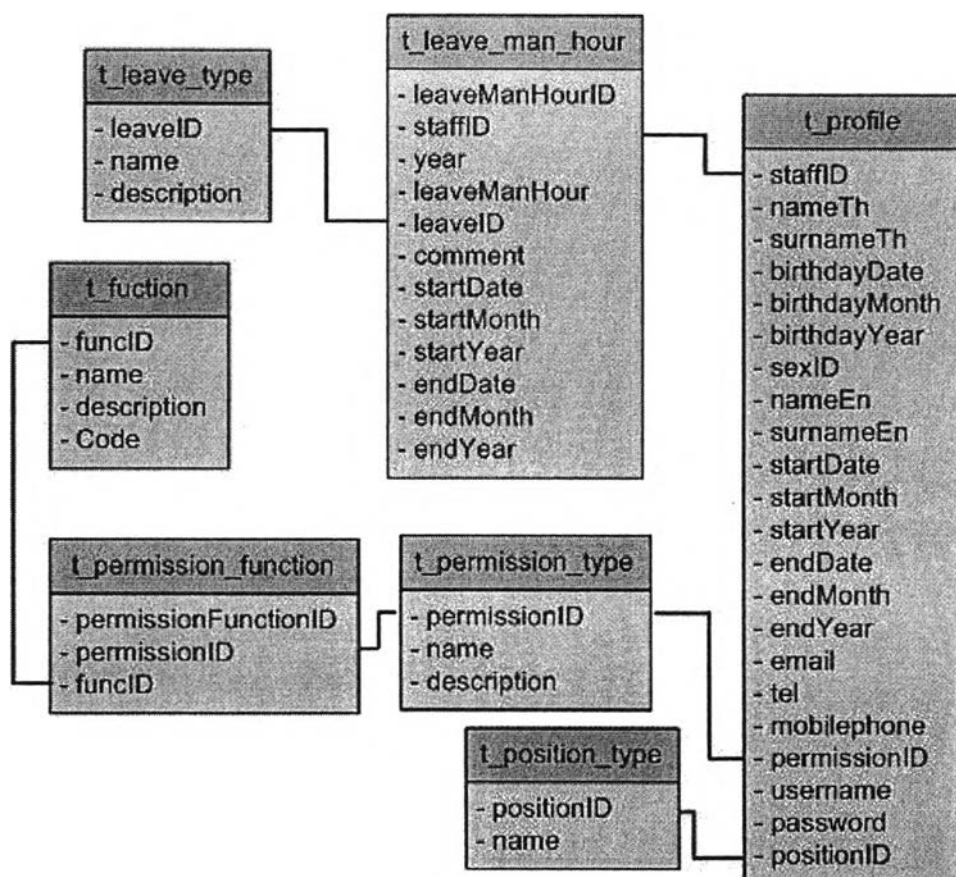 t_leave_type
- leaveID
- name
- description
t_leave_man_hour
- leaveManHourID
- staffID
- year
- leaveManHour
- leaveID
- comment
- startDate
- startMonth
- startYear
- endDate
- endMonth
- endYear
t_profile
- staffID
- nameTh
- surnameTh
- birthdayDate
- birthdayMonth
- birthdayYear
- sexID
- nameEn
- surnameEn
- startDate
- startMonth
- startYear
- endDate
- endMonth
- endYear
- email
- tel
- mobilephone
- permissionID
- username
- password
- positionID
t_fuction
- funcID
- name
- description
- Code
t_permission_function
- permissionFunctionID
- permissionID
- funcID
t_permission_type
- permissionID
- name
- description
t_position_type
- positionID
- name